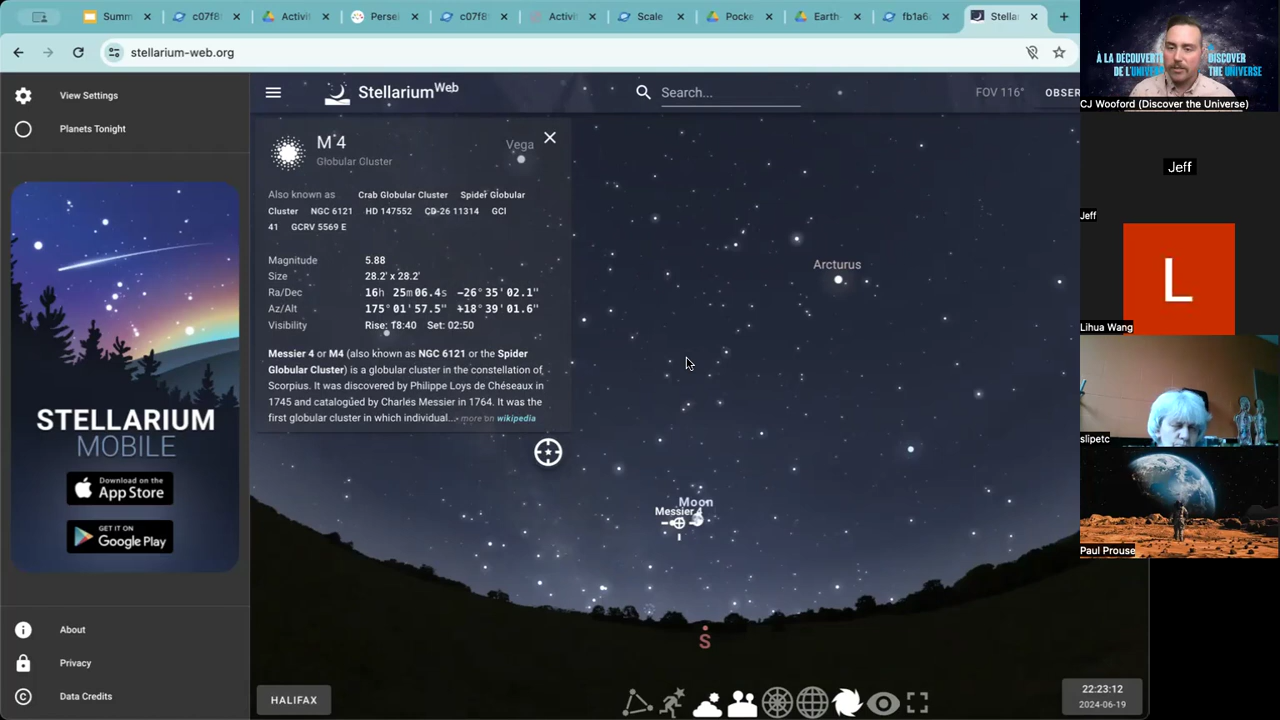 Summ
c07f8
Activit
Persei
c07f8
Activi
Scale
Pocke
Earth-
fb1a6
Stella
stellarium-web.org
View Settings
Planets Tonight
STELLARIUM
MOBILE
Download on the
App Store
GET IT ON
Google Play
About
Privacy
Data Credits
StellariumWeb
Search...
FOV 116°
OBSER
M 4
Globular Cluster
Also known as Crab Globular Cluster Spider Globular
Cluster NGC 6121 HD 147552 CD-26 11314 GCl
41 GCRV 5569 E
Magnitude 5.88
Size 28.2' x 28.2'
Ra/Dec 16h 25m 06.4s -26°35'02.1"
Az/Alt 175°01'57.5" +18°39'01.6"
Visibility Rise: 18:40 Set: 02:50
Messier 4 or M4 (also known as NGC 6121 or the Spider
Globular Cluster) is a globular cluster in the constellation of
Scorpius. It was discovered by Philippe Loys de Chéseaux in
1745 and catalogued by Charles Messier in 1764. It was the
first globular cluster in which individual... more on wikipedia
Vega
Arcturus
Moon
Messier 4
S
HALIFAX
22:23:12
2024-06-19
À LA DÉCOUVERTE
DE L'UNIVERS
DISCOVER
THE UNIVERSE
CJ Wooford (Discover the Universe)
Jeff
Jeff
L
Lihua Wang
slipetc
Paul Prouse